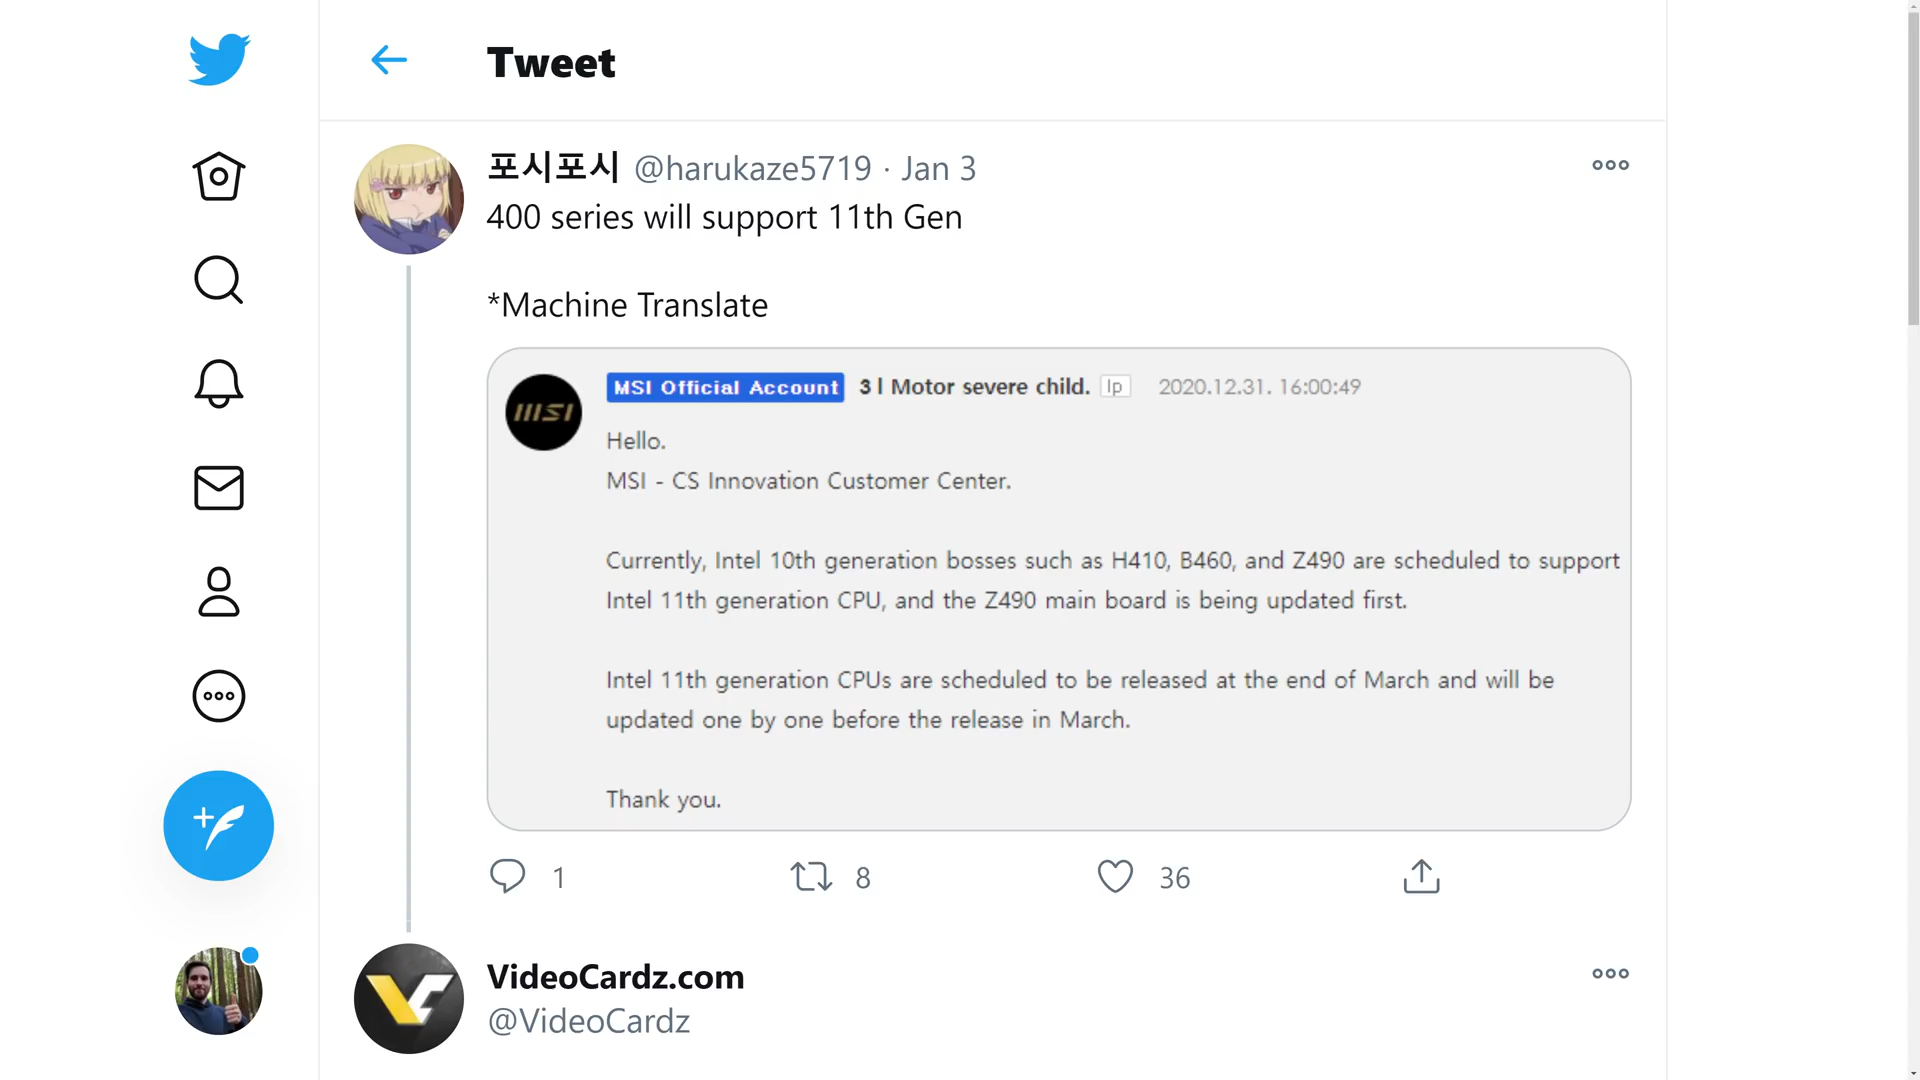 Tweet
포시포시 @harukaze5719 · Jan 3
400 series will support 11th Gen
*Machine Translate
msi
MSI Official Account 3 l Motor severe child. Ip 2020.12.31. 16:00:49
Hello.
MSI - CS Innovation Customer Center.
Currently, Intel 10th generation bosses such as H410, B460, and Z490 are scheduled to support
Intel 11th generation CPU, and the Z490 main board is being updated first.
Intel 11th generation CPUs are scheduled to be released at the end of March and will be
updated one by one before the release in March.
Thank you.
1 8 36
VideoCardz.com
@VideoCardz